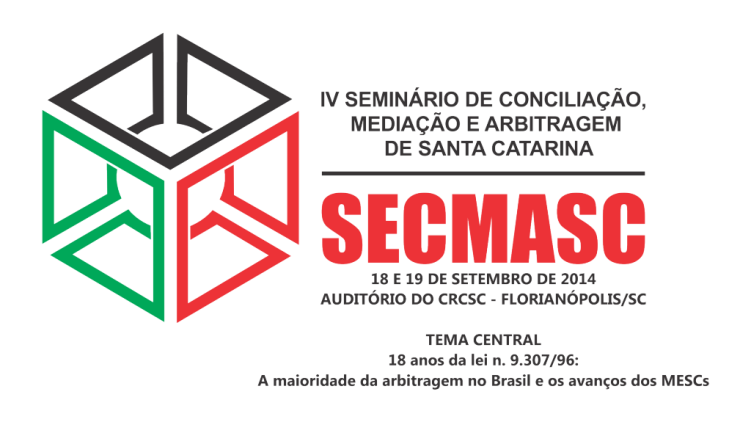 IV SEMINÁRIO DE CONCILIAÇÃO,
MEDIAÇÃO E ARBITRAGEM
DE SANTA CATARINA
SECMASC
18 E 19 DE SETEMBRO DE 2014
AUDITÓRIO DO CRCSC - FLORIANÓPOLIS/SC
TEMA CENTRAL
18 anos da lei n. 9.307/96:
A maioridade da arbitragem no Brasil e os avanços dos MESCs